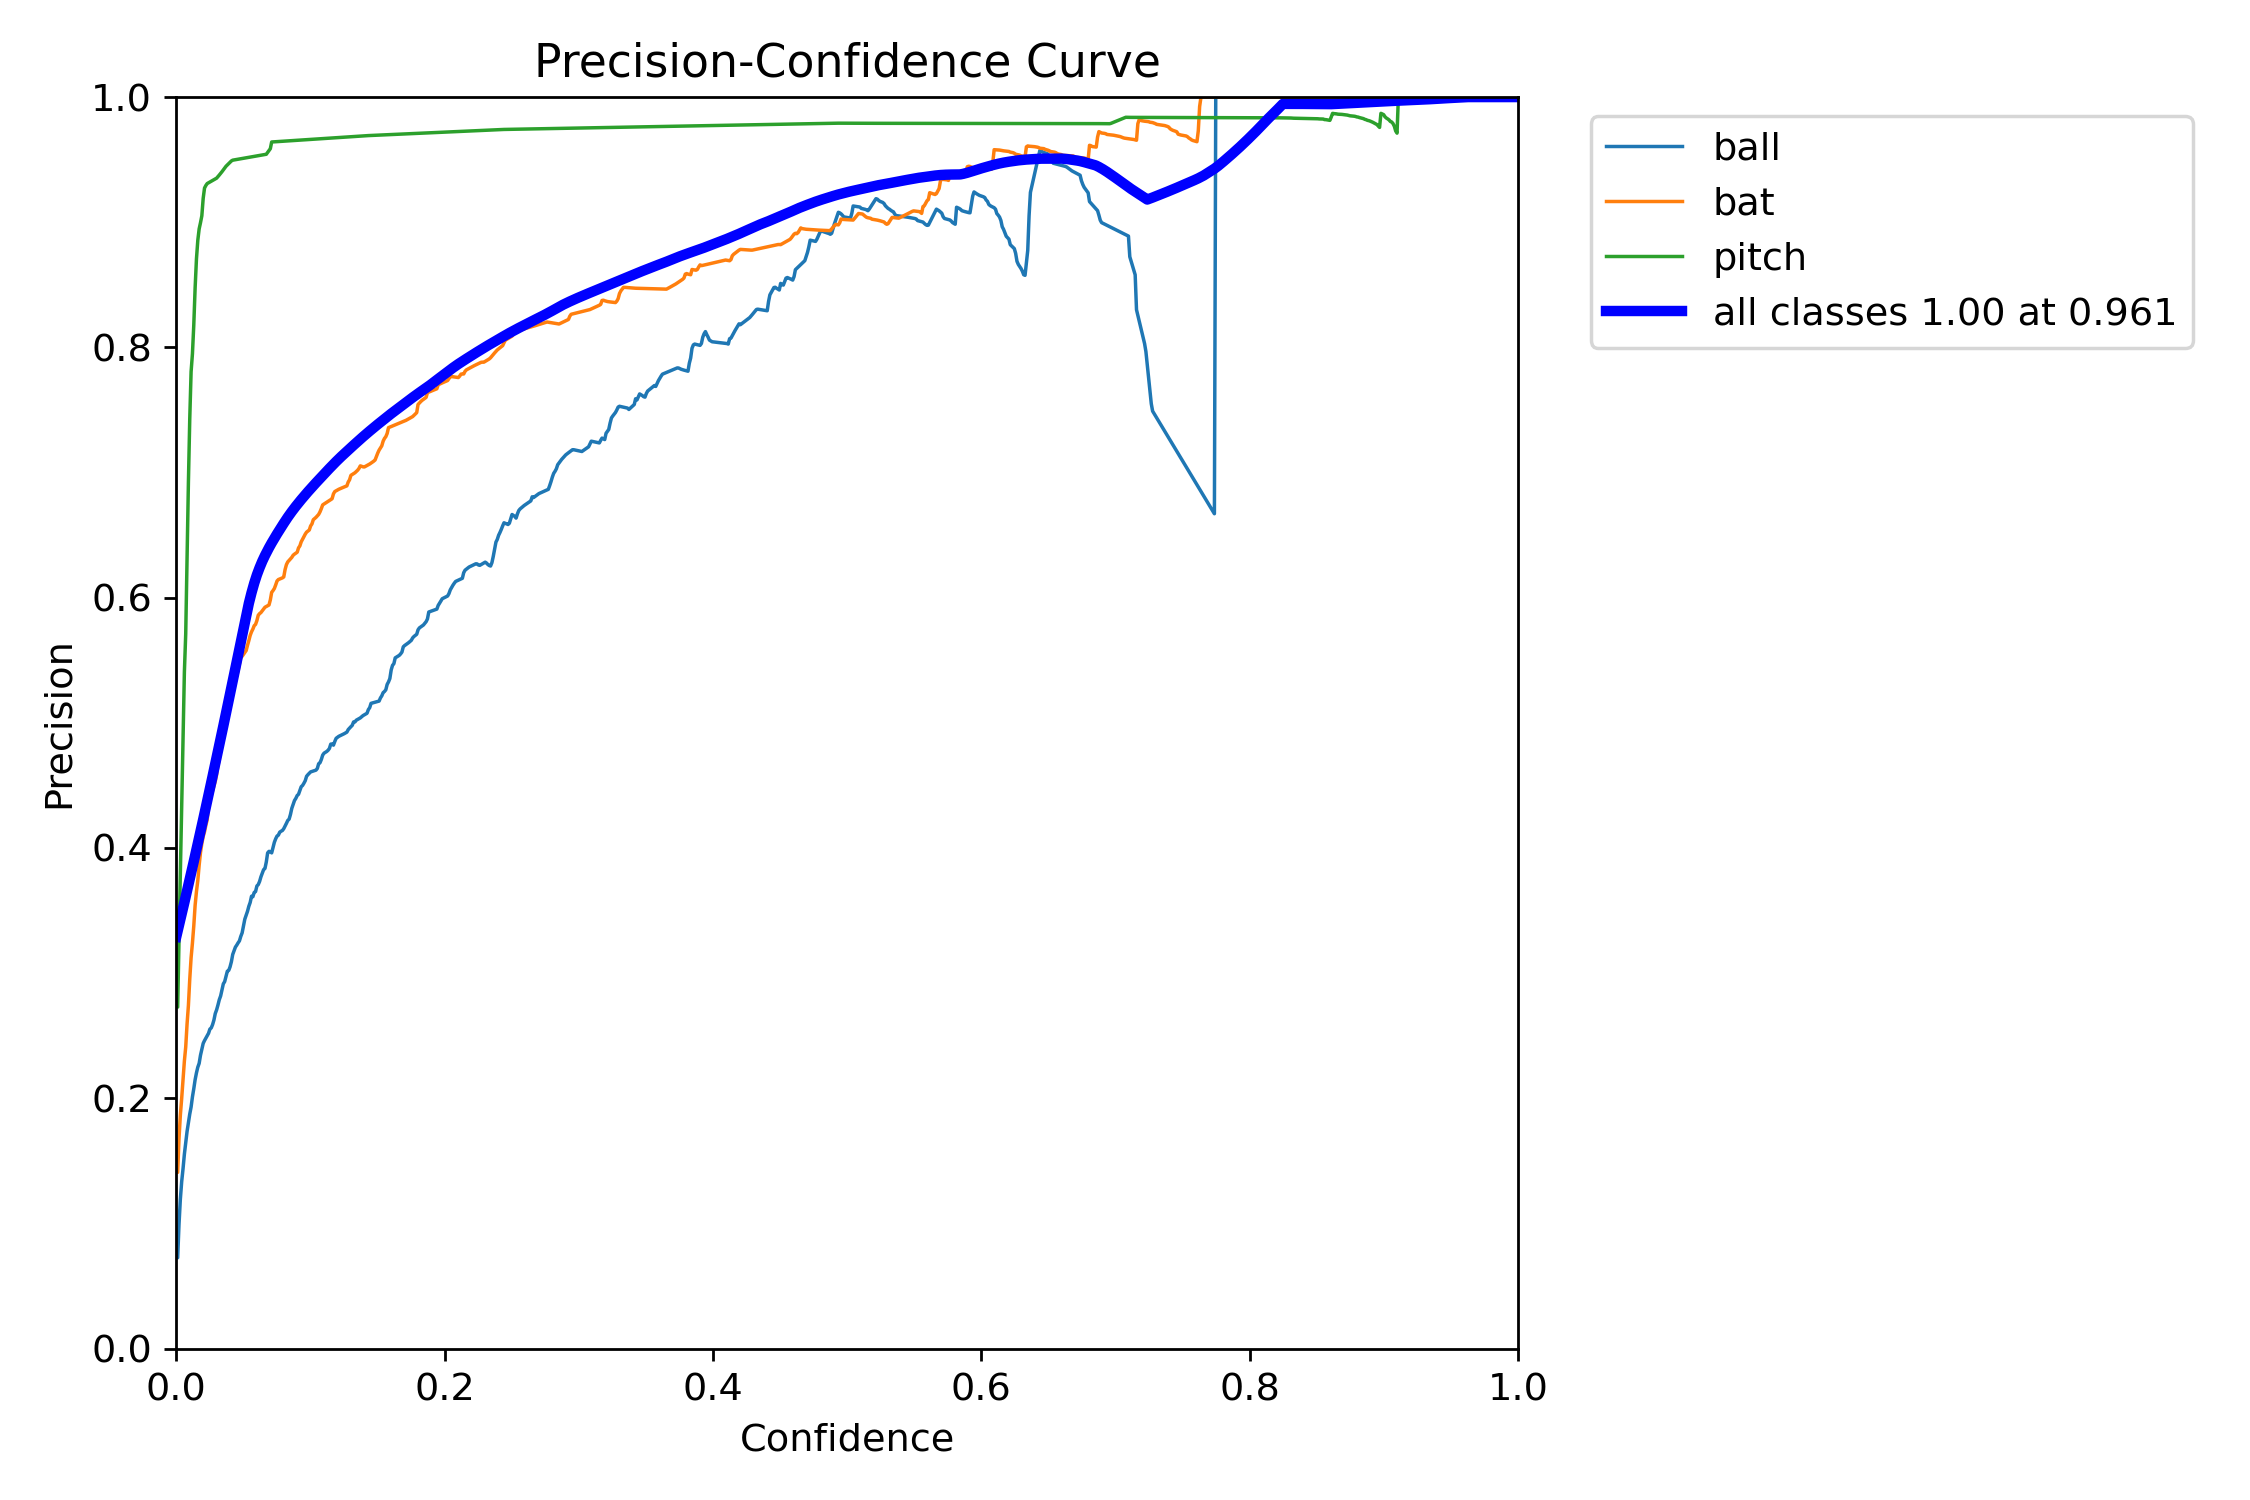 Precision-Confidence Curve
1.0
0.8
0.6
0.4
0.2
0.0
Precision
0.0 0.2 0.4 0.6 0.8 1.0
Confidence
ball
bat
pitch
all classes 1.00 at 0.961